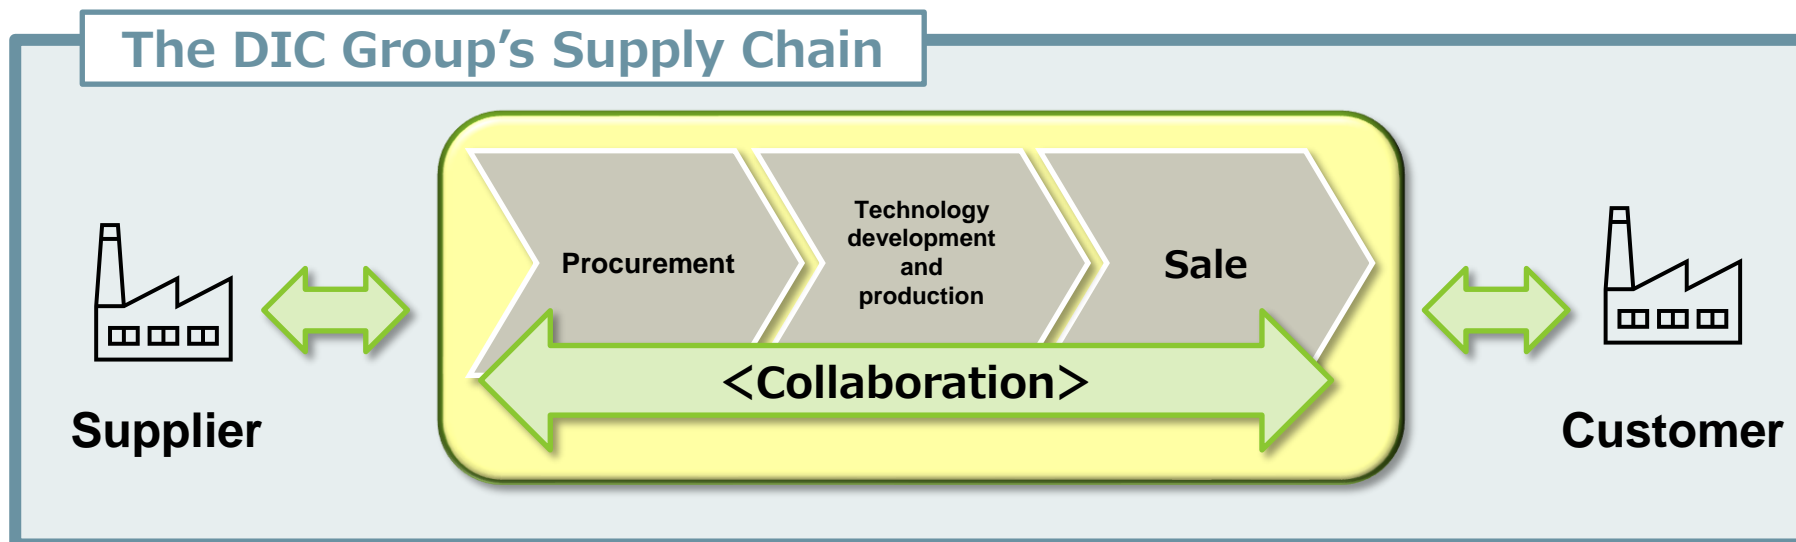 The DIC Group’s Supply Chain
Procurement
Technology
development
and
production
Sale
<Collaboration>
Supplier
Customer